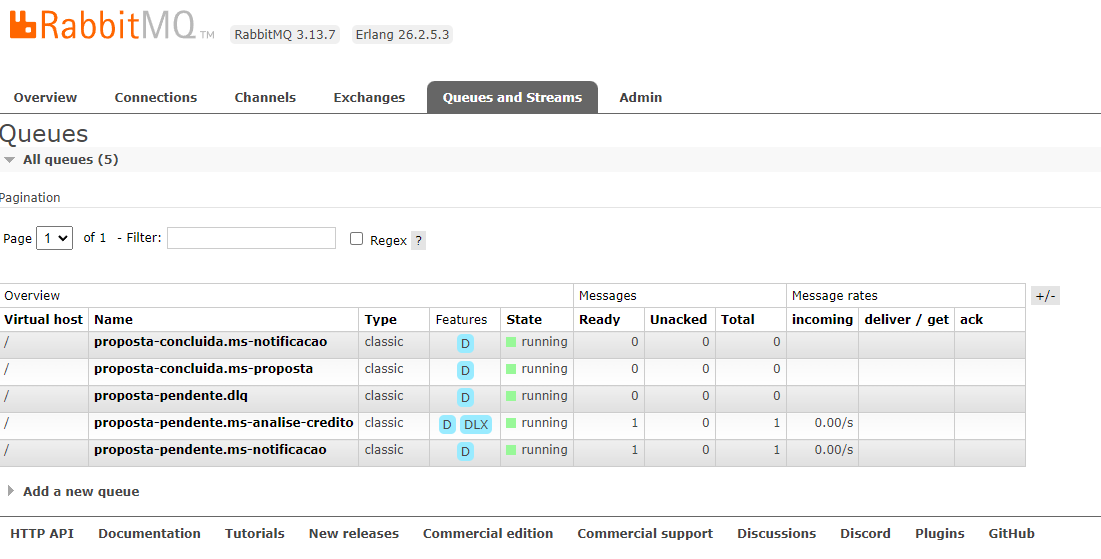 RabbitMQ TM RabbitMQ 3.13.7 Erlang 26.2.5.3
Overview Connections Channels Exchanges Queues and Streams Admin
Queues
All queues (5)
Pagination
Page 1 of 1 - Filter: Regex ?
Overview Messages Message rates +/-
Virtual host Name Type Features State Ready Unacked Total incoming deliver / get ack
/ proposta-concluida.ms-notificacao classic D running 0 0 0
/ proposta-concluida.ms-proposta classic D running 0 0 0
/ proposta-pendente.dlq classic D running 0 0 0
/ proposta-pendente.ms-analise-credito classic D DLX running 1 0 1 0.00/s
/ proposta-pendente.ms-notificacao classic D running 1 0 1 0.00/s
Add a new queue
HTTP API Documentation Tutorials New releases Commercial edition Commercial support Discussions Discord Plugins GitHub